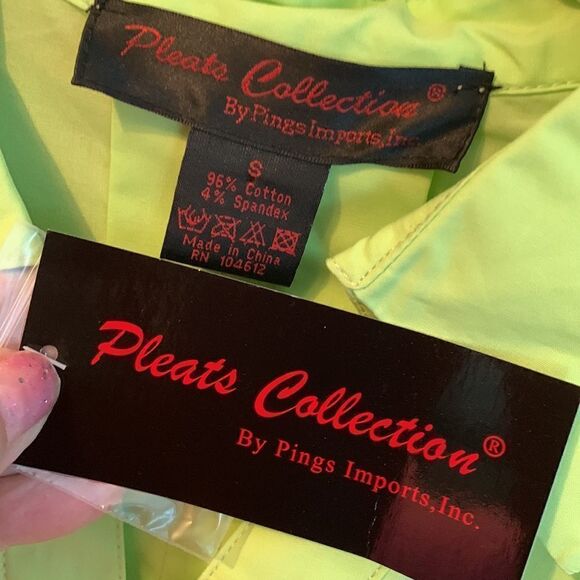 Pleats Collection®
By Pings Imports, Inc.
S
96% Cotton
4% Spandex
Made in China
RN 104612
Pleats Collection®
By Pings Imports, Inc.